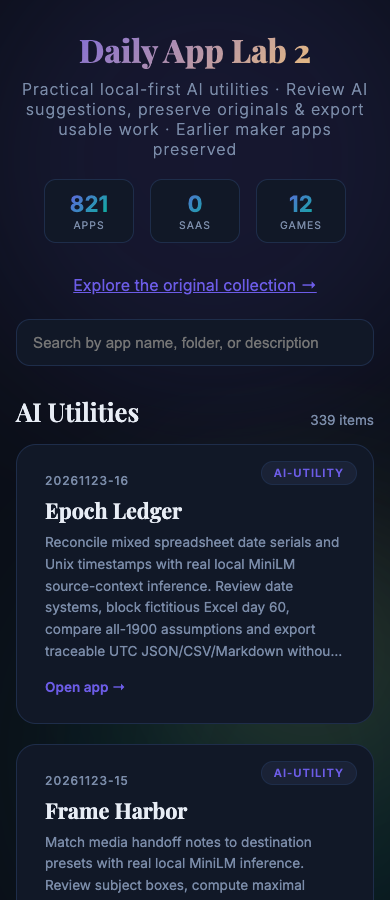 Daily App Lab 2
Practical local-first AI utilities · Review AI
suggestions, preserve originals & export
usable work · Earlier maker apps
preserved
821
APPS
0
SAAS
12
GAMES
Explore the original collection →
Search by app name, folder, or description
AI Utilities
339 items
20261123-16
AI-UTILITY
Epoch Ledger
Reconcile mixed spreadsheet date serials and
Unix timestamps with real local MiniLM
source-context inference. Review date
systems, block fictitious Excel day 60,
compare all-1900 assumptions and export
traceable UTC JSON/CSV/Markdown withou...
Open app →
20261123-15
AI-UTILITY
Frame Harbor
Match media handoff notes to destination
presets with real local MiniLM inference.
Review subject boxes, compute maximal